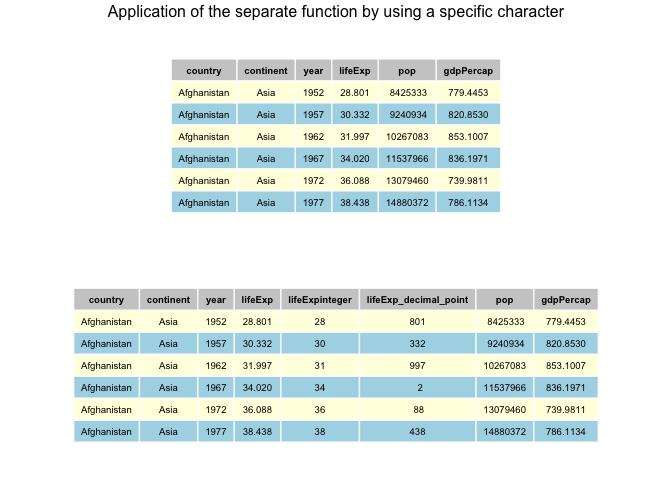 Application of the separate function by using a specific character
country continent year lifeExp pop gdpPercap
Afghanistan Asia 1952 28.801 8425333 779.4453
Afghanistan Asia 1957 30.332 9240934 820.8530
Afghanistan Asia 1962 31.997 10267083 853.1007
Afghanistan Asia 1967 34.020 11537966 836.1971
Afghanistan Asia 1972 36.088 13079460 739.9811
Afghanistan Asia 1977 38.438 14880372 786.1134
country continent year lifeExp lifeExpinteger lifeExp_decimal_point pop gdpPercap
Afghanistan Asia 1952 28.801 28 801 8425333 779.4453
Afghanistan Asia 1957 30.332 30 332 9240934 820.8530
Afghanistan Asia 1962 31.997 31 997 10267083 853.1007
Afghanistan Asia 1967 34.020 34 2 11537966 836.1971
Afghanistan Asia 1972 36.088 36 88 13079460 739.9811
Afghanistan Asia 1977 38.438 38 438 14880372 786.1134